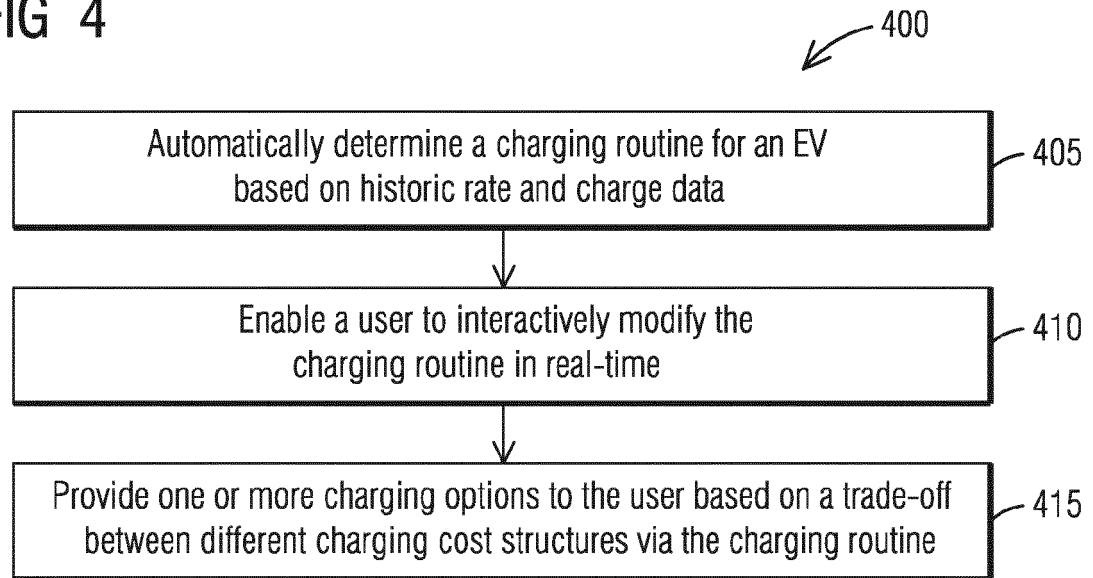 FIG 4
400
Automatically determine a charging routine for an EV
based on historic rate and charge data
405
Enable a user to interactively modify the
charging routine in real-time
410
Provide one or more charging options to the user based on a trade-off
between different charging cost structures via the charging routine
415